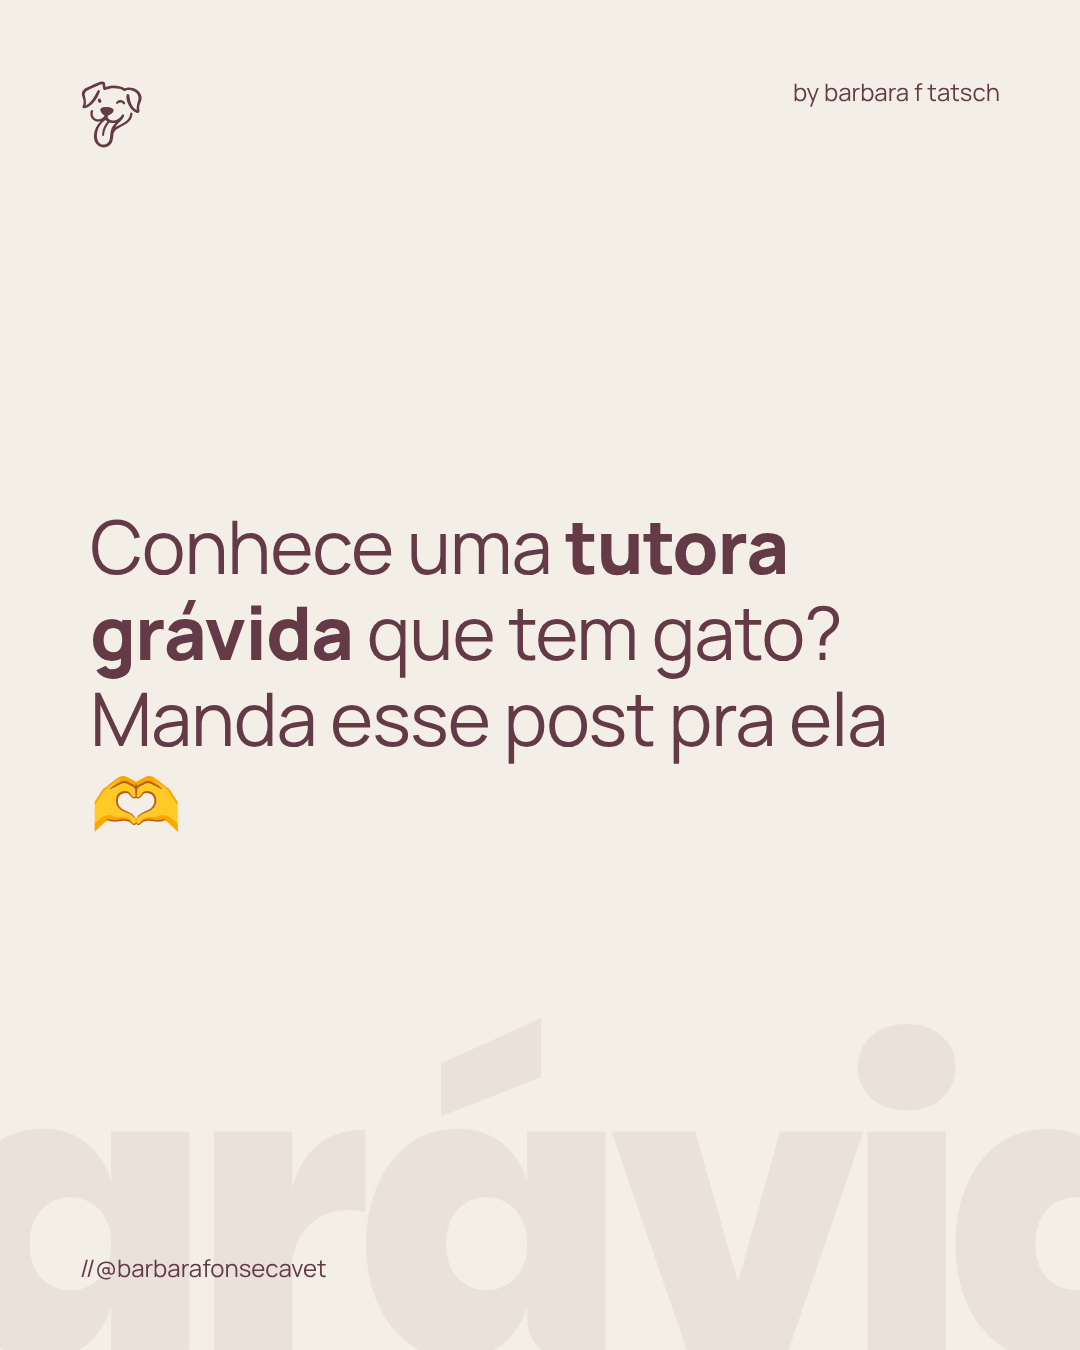 by barbara f tatsch
Conhece uma tutora
grávida que tem gato?
Manda esse post pra ela
🫶
grávid
//@barbarafonsecavet